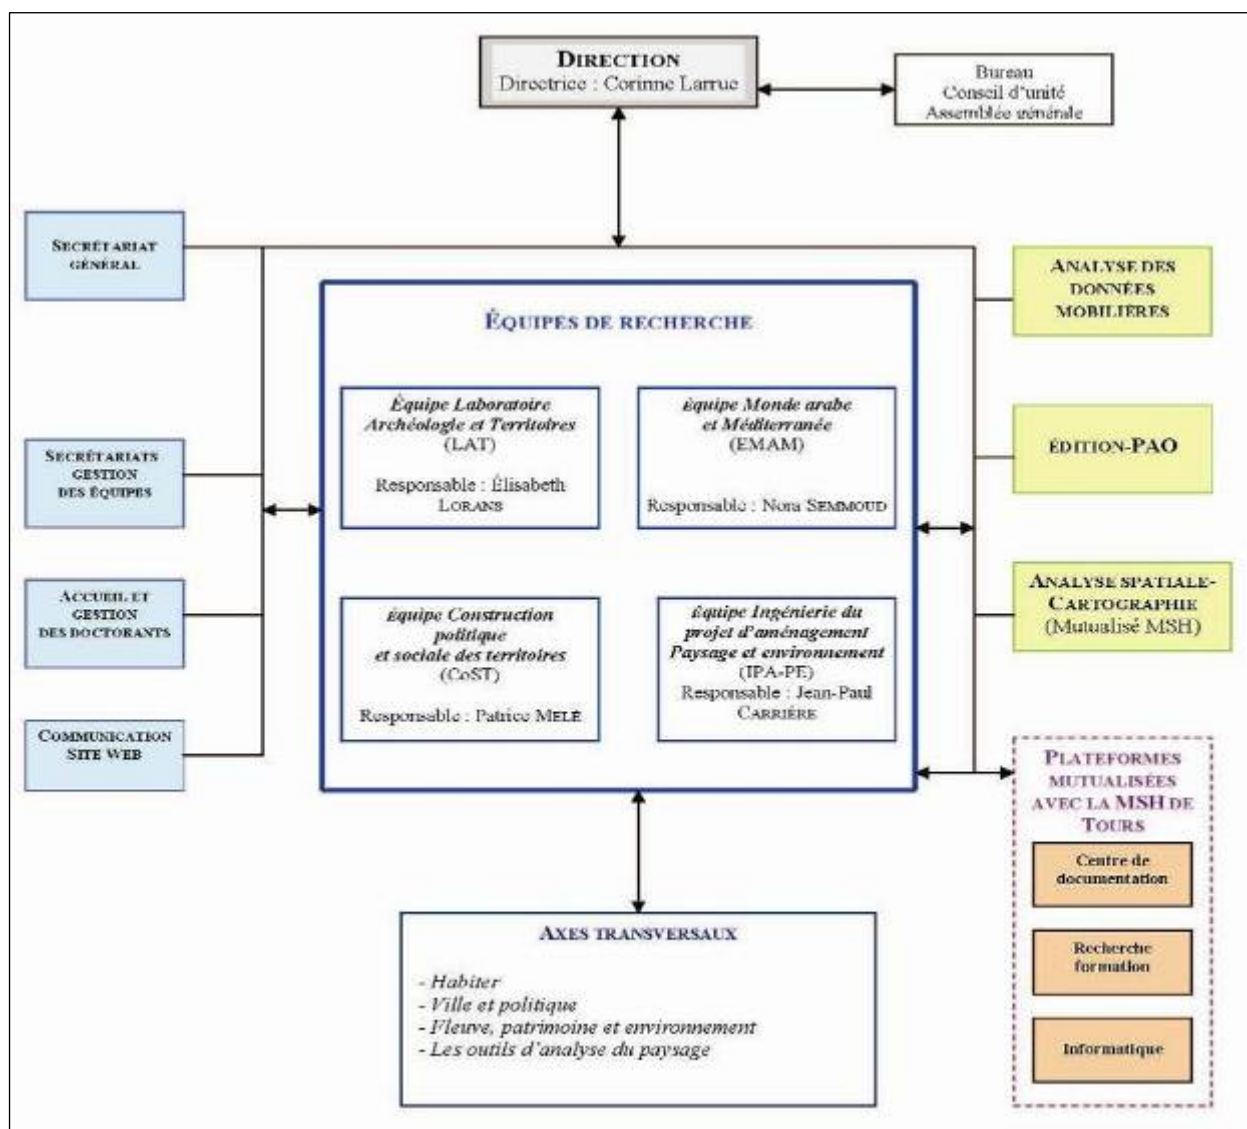 DIRECTION
Directrice : Corinne Larrue
Bureau
Conseil d'unité
Assemblée générale
SECRÉTARIAT
GÉNÉRAL
SECRÉTARIATS
GESTION
DES ÉQUIPES
ACCUEIL ET
GESTION
DES DOCTORANTS
COMMUNICATION
SITE WEB
ÉQUIPES DE RECHERCHE
Équipe Laboratoire
Archéologie et Territoires
(LAT)
Responsable : Élisabeth
LORANS
Équipe Monde arabe
et Méditerranée
(EMAM)
Responsable : Nora SEMMOUD
Équipe Construction
politique
et sociale des territoires
(CoST)
Responsable : Patrice MELÉ
Équipe Ingénierie du
projet d'aménagement
Paysage et environnement
(IPA-PE)
Responsable : Jean-Paul
CARRIÉRE
ANALYSE DES
DONNÉES
MOBILIÈRES
ÉDITION-PAO
ANALYSE SPATIALE-
CARTOGRAPHIE
(Mutualisé MSH)
PLATEFORMES
MUTUALISÉES
AVEC LA MSH DE
TOURS
Centre de
documentation
Recherche
formation
Informatique
AXES TRANSVERSAUX
- Habiter
- Ville et politique
- Fleuve, patrimoine et environnement
- Les outils d'analyse du paysage